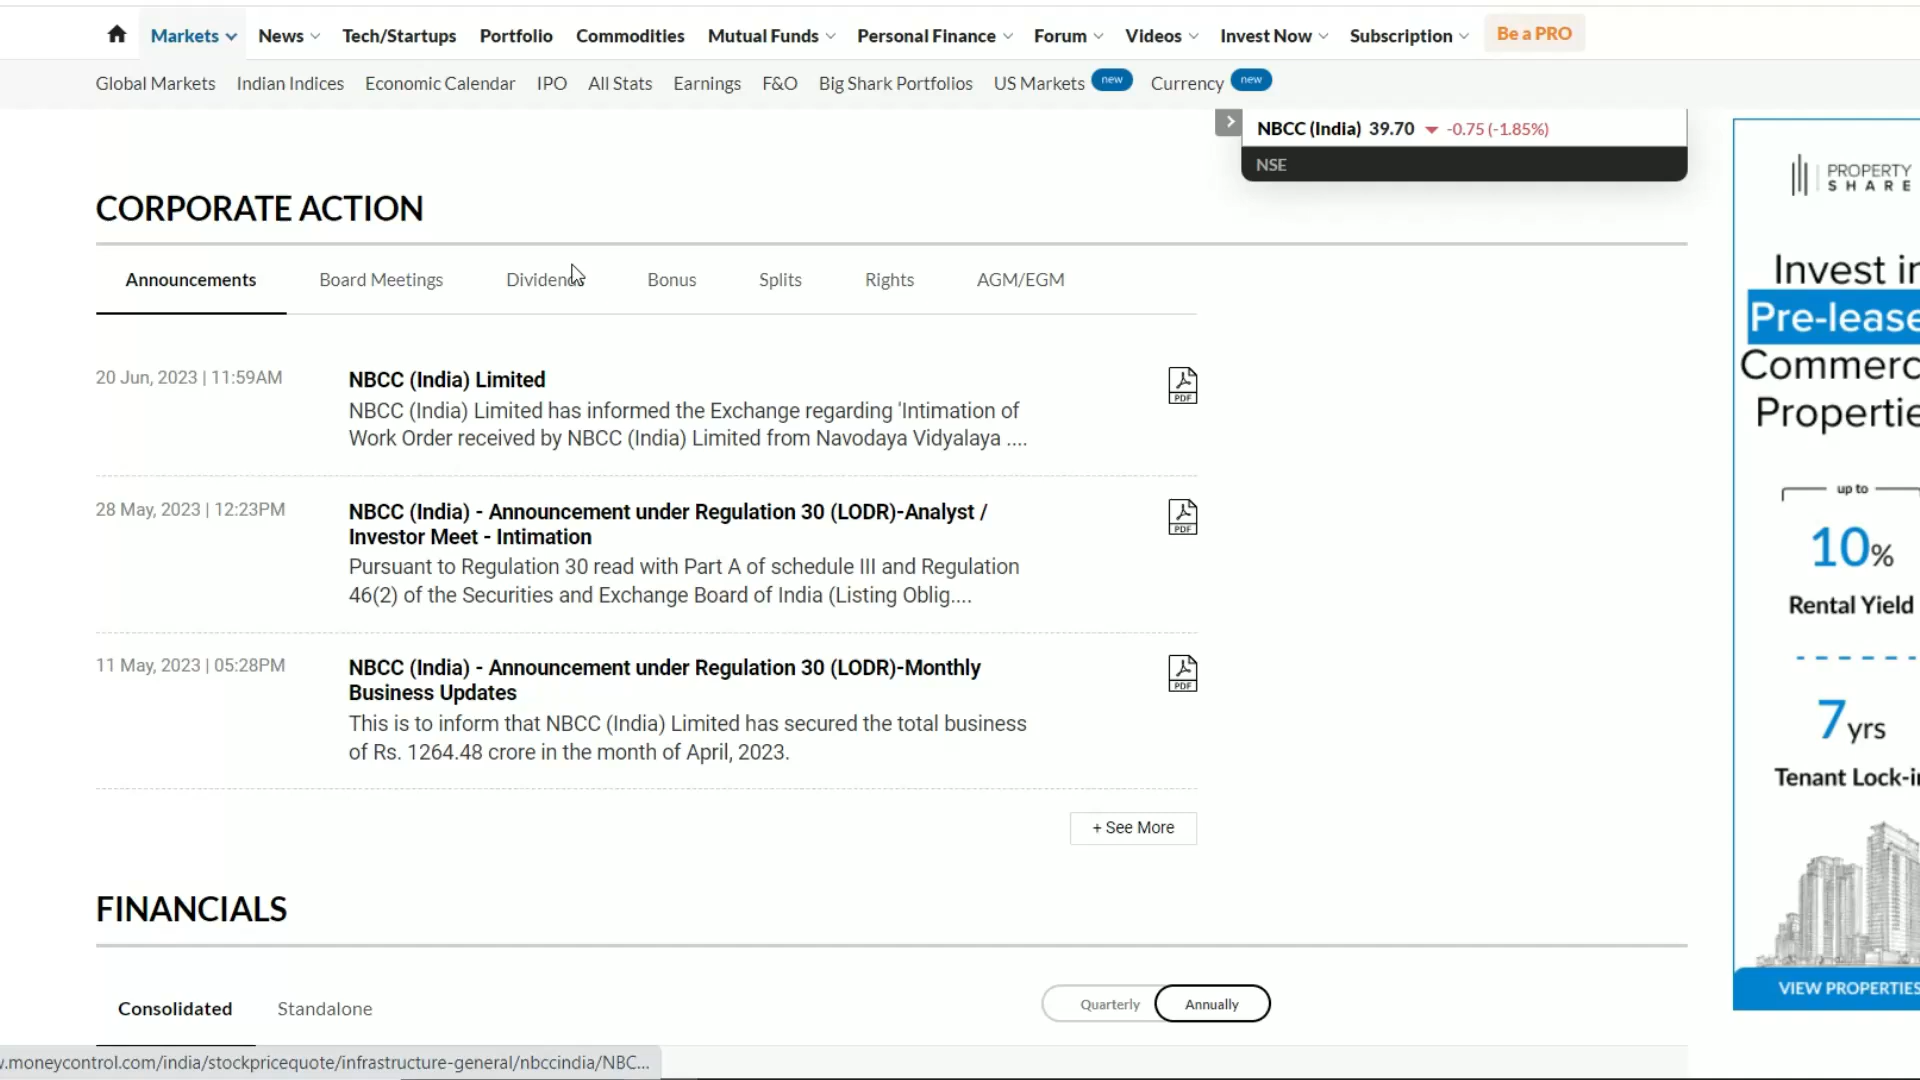 Markets News Tech/Startups Portfolio Commodities Mutual Funds Personal Finance Forum Videos Invest Now Subscription Be a PRO
Global Markets Indian Indices Economic Calendar IPO All Stats Earnings F&O Big Shark Portfolios US Markets new Currency new
NBCC (India) 39.70 -0.75 (-1.85%)
NSE
CORPORATE ACTION
Announcements Board Meetings Dividends Bonus Splits Rights AGM/EGM
20 Jun, 2023 | 11:59AM
NBCC (India) Limited
NBCC (India) Limited has informed the Exchange regarding 'Intimation of
Work Order received by NBCC (India) Limited from Navodaya Vidyalaya ....
PDF
28 May, 2023 | 12:23PM
NBCC (India) - Announcement under Regulation 30 (LODR)-Analyst /
Investor Meet - Intimation
Pursuant to Regulation 30 read with Part A of schedule III and Regulation
46(2) of the Securities and Exchange Board of India (Listing Oblig....
PDF
11 May, 2023 | 05:28PM
NBCC (India) - Announcement under Regulation 30 (LODR)-Monthly
Business Updates
This is to inform that NBCC (India) Limited has secured the total business
of Rs. 1264.48 crore in the month of April, 2023.
PDF
+ See More
FINANCIALS
Consolidated Standalone
Quarterly Annually
.moneycontrol.com/india/stockpricequote/infrastructure-general/nbccindia/NBC...
PROPERTY
SHARE
Invest in
Pre-lease
Commerc
Propertie
up to
10%
Rental Yield
7 yrs
Tenant Lock-i
VIEW PROPERTIES